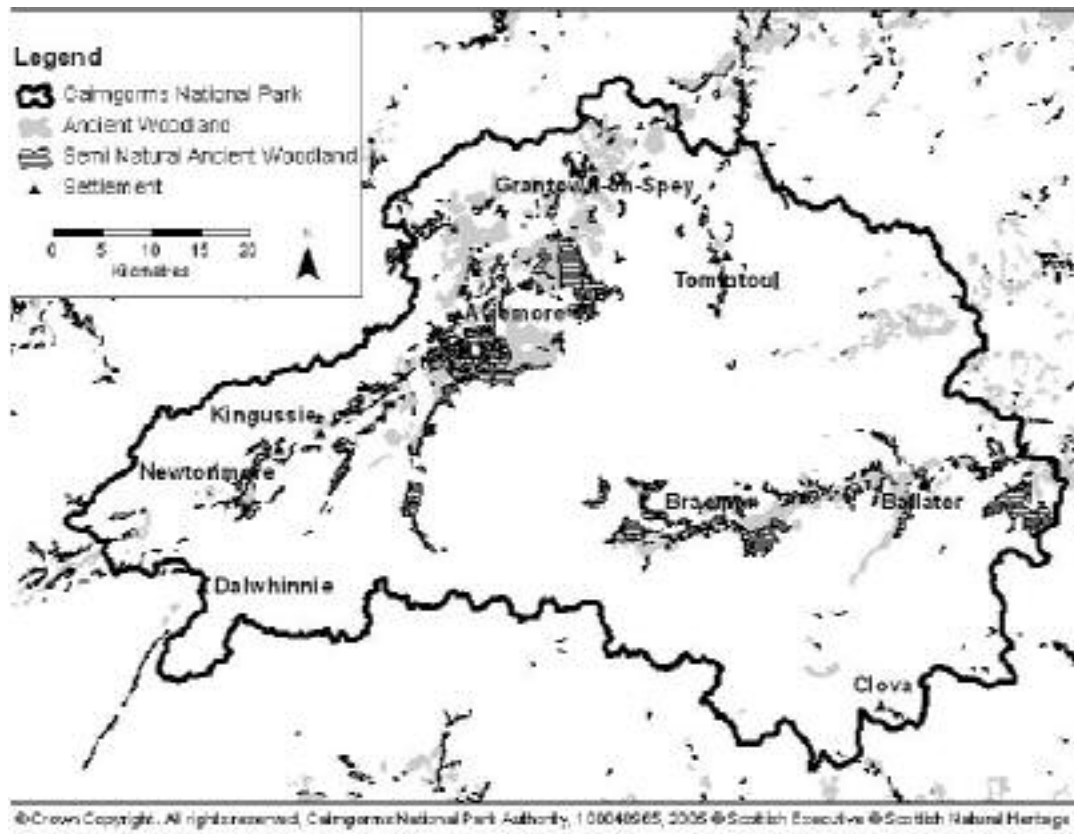 Legend
Cairngorms National Park
Ancient Woodland
Semi Natural Ancient Woodland
Settlement
0 5 10 15 20
Kilometres
N
Grantown-on-Spey
Tomintoul
Aviemore
Kingussie
Newtonmore
Braemar
Ballater
Dalwhinnie
Clova
© Crown Copyright. All rights reserved, Cairngorms National Park Authority, 100040965, 2006 © Scottish Executive © Scottish Natural Heritage